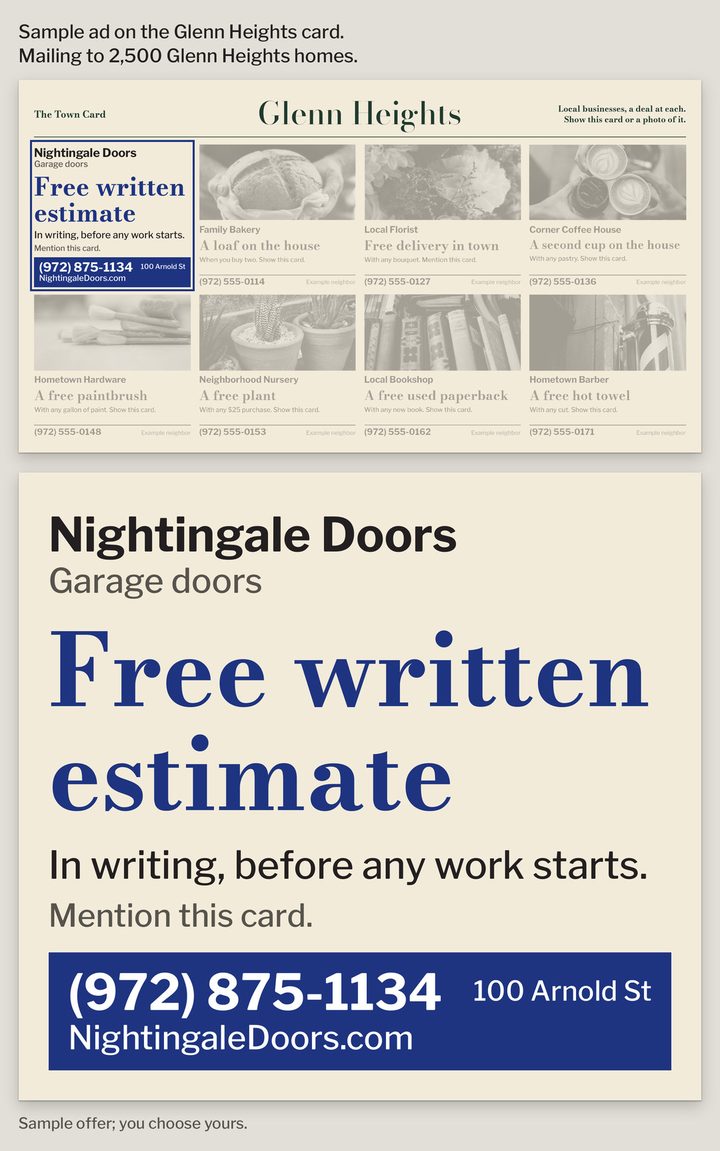 Sample ad on the Glenn Heights card.
Mailing to 2,500 Glenn Heights homes.
The Town Card
Glenn Heights
Local businesses, a deal at each.
Show this card or a photo of it.
Nightingale Doors
Garage doors
Free written
estimate
In writing, before any work starts.
Mention this card.
(972) 875-1134 100 Arnold St
NightingaleDoors.com
Family Bakery
A loaf on the house
When you buy two. Show this card.
(972) 555-0114 Example neighbor
Local Florist
Free delivery in town
With any bouquet. Mention this card.
(972) 555-0127 Example neighbor
Corner Coffee House
A second cup on the house
With any pastry. Show this card.
(972) 555-0136 Example neighbor
Hometown Hardware
A free paintbrush
With any gallon of paint. Show this card.
(972) 555-0148 Example neighbor
Neighborhood Nursery
A free plant
With any $25 purchase. Show this card.
(972) 555-0153 Example neighbor
Local Bookshop
A free used paperback
With any new book. Show this card.
(972) 555-0162 Example neighbor
Hometown Barber
A free hot towel
With any cut. Show this card.
(972) 555-0171 Example neighbor
Nightingale Doors
Garage doors
Free written
estimate
In writing, before any work starts.
Mention this card.
(972) 875-1134 100 Arnold St
NightingaleDoors.com
Sample offer; you choose yours.